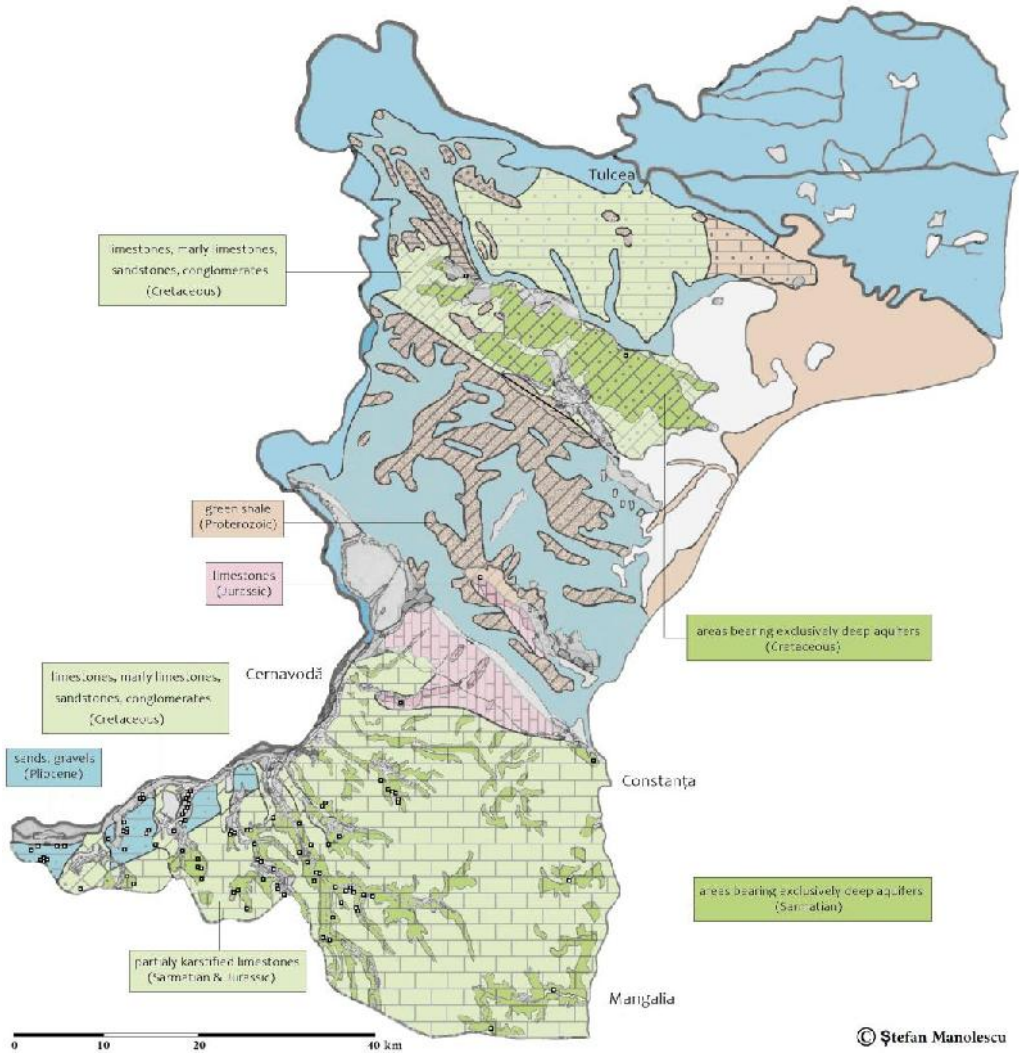 Tulcea
limestones, marly limestones,
sandstones, conglomerates
(Cretaceous)
green shale
(Proterozoic)
limestones
(Jurassic)
areas bearing exclusively deep aquifers
(Cretaceous)
Cernavodă
limestones, marly limestones,
sandstones, conglomerates
(Cretaceous)
sands, gravels
(Pliocene)
Constanța
areas bearing exclusively deep aquifers
(Sarmatian)
partialy karstified limestones
(Sarmatian & Jurassic)
Mangalia
0 10 20 40 km
© Ștefan Manolescu